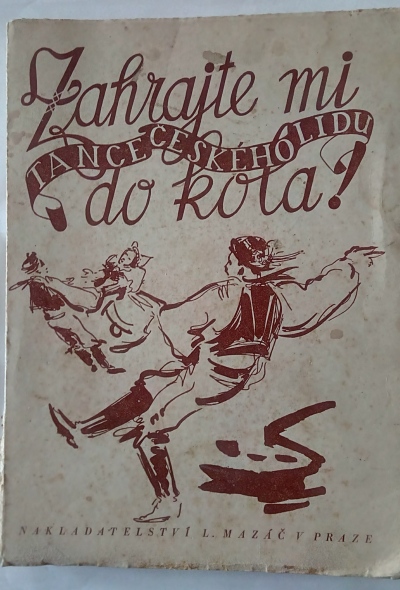 Zahrajte mi
TANCE ČESKÉHO LIDU
do kola!
NAKLADATELSTVÍ L. MAZÁČ V PRAZE